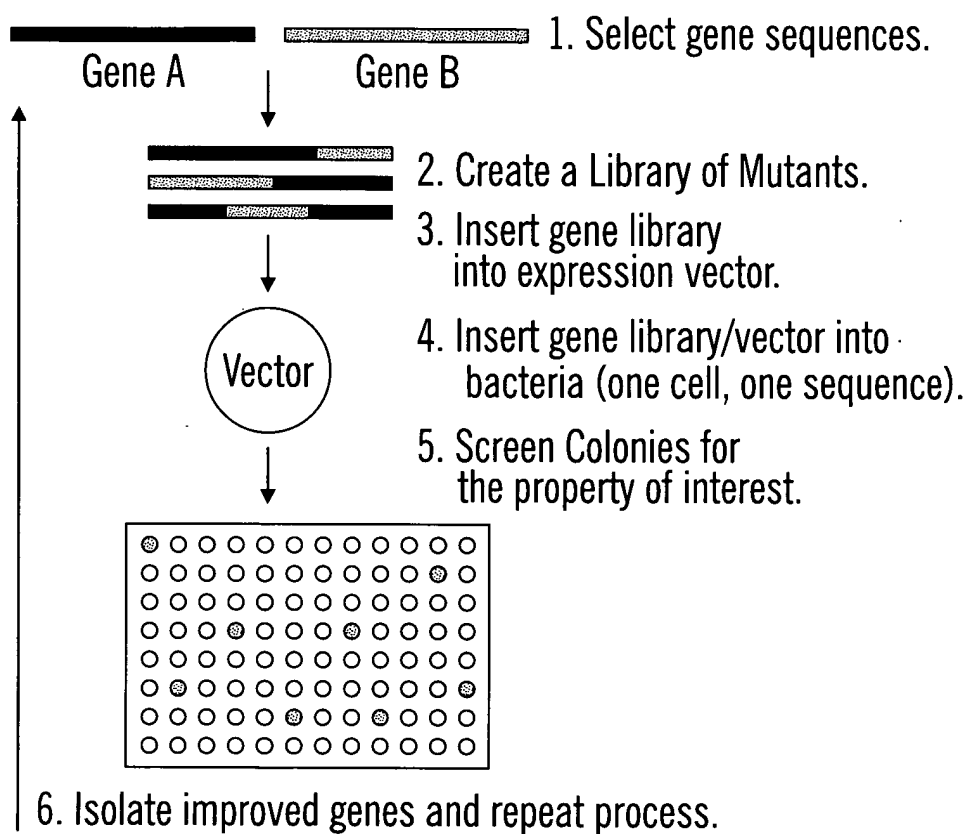 1. Select gene sequences.
Gene A
Gene B
2. Create a Library of Mutants.
3. Insert gene library
into expression vector.
Vector
4. Insert gene library/vector into
bacteria (one cell, one sequence).
5. Screen Colonies for
the property of interest.
6. Isolate improved genes and repeat process.